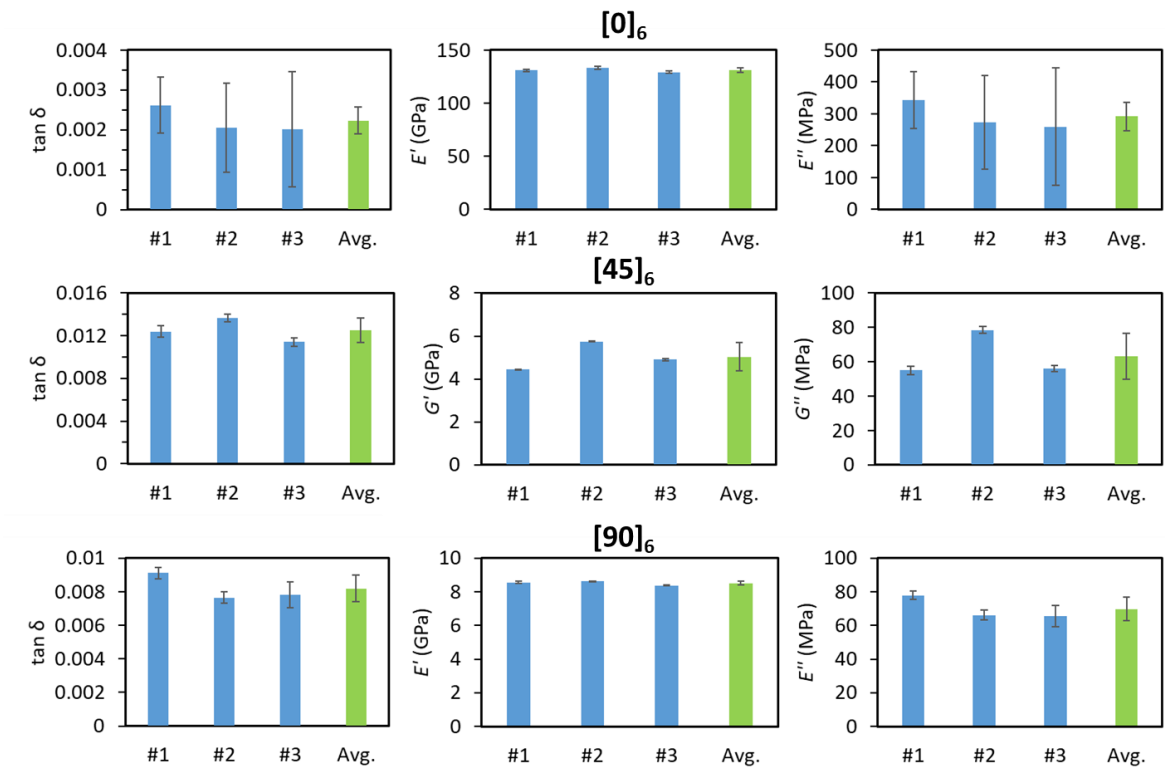 [0]₆
0.004
0.003
0.002
0.001
0
tan δ
#1 #2 #3 Avg.
150
100
50
0
E′ (GPa)
#1 #2 #3 Avg.
500
400
300
200
100
0
E′′ (MPa)
#1 #2 #3 Avg.
[45]₆
0.016
0.012
0.008
0.004
0
tan δ
#1 #2 #3 Avg.
8
6
4
2
0
G′ (GPa)
#1 #2 #3 Avg.
100
80
60
40
20
0
G′′ (MPa)
#1 #2 #3 Avg.
[90]₆
0.01
0.008
0.006
0.004
0.002
0
tan δ
#1 #2 #3 Avg.
10
8
6
4
2
0
E′ (GPa)
#1 #2 #3 Avg.
100
80
60
40
20
0
E′′ (MPa)
#1 #2 #3 Avg.